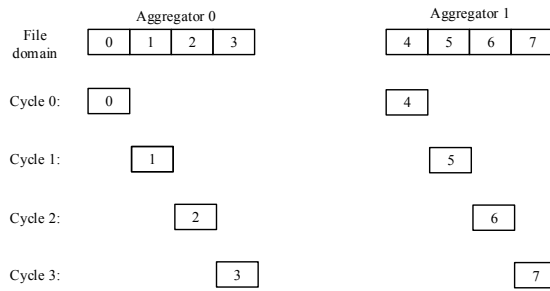 Aggregator 0 Aggregator 1
File domain 0 1 2 3 4 5 6 7
Cycle 0: 0 4
Cycle 1: 1 5
Cycle 2: 2 6
Cycle 3: 3 7